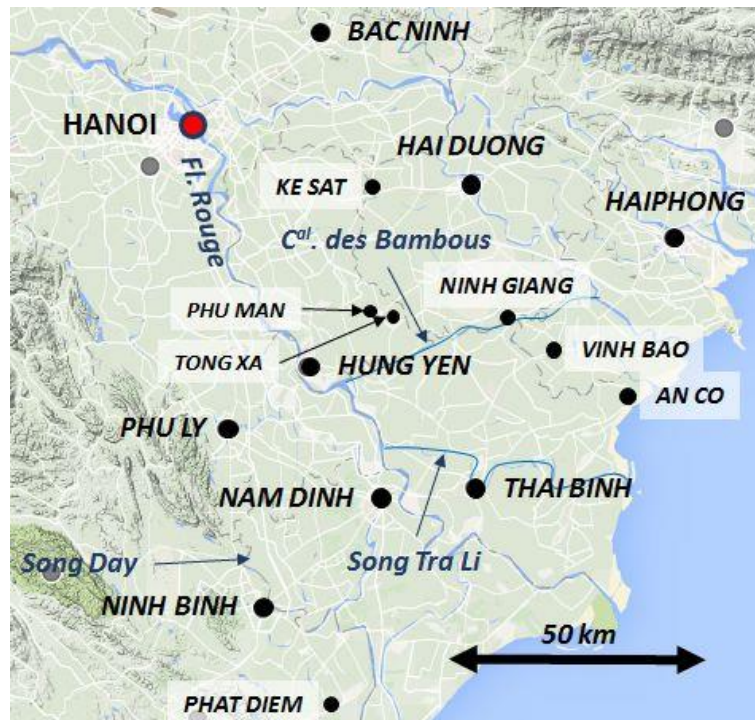 BAC NINH
HANOI
Fl. Rouge
HAI DUONG
KE SAT
HAIPHONG
Cal. des Bambous
NINH GIANG
PHU MAN
TONG XA
HUNG YEN
VINH BAO
AN CO
PHU LY
NAM DINH
THAI BINH
Song Day
Song Tra Li
NINH BINH
50 km
PHAT DIEM